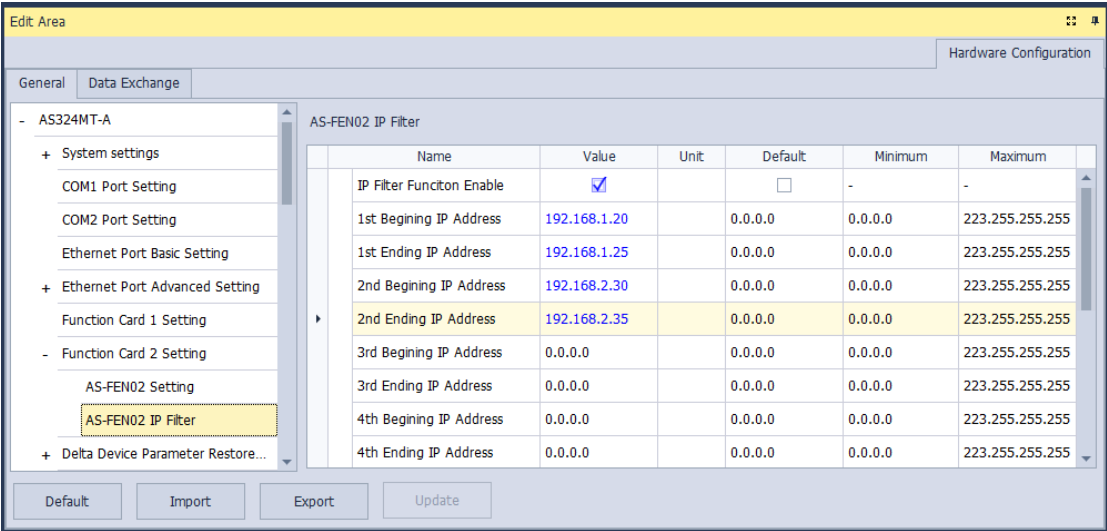 Edit Area
Hardware Configuration
General Data Exchange
- AS324MT-A
+ System settings
COM1 Port Setting
COM2 Port Setting
Ethernet Port Basic Setting
+ Ethernet Port Advanced Setting
Function Card 1 Setting
- Function Card 2 Setting
AS-FEN02 Setting
AS-FEN02 IP Filter
+ Delta Device Parameter Restore...
AS-FEN02 IP Filter
Name Value Unit Default Minimum Maximum
IP Filter Funciton Enable - -
1st Begining IP Address 192.168.1.20 0.0.0.0 0.0.0.0 223.255.255.255
1st Ending IP Address 192.168.1.25 0.0.0.0 0.0.0.0 223.255.255.255
2nd Begining IP Address 192.168.2.30 0.0.0.0 0.0.0.0 223.255.255.255
2nd Ending IP Address 192.168.2.35 0.0.0.0 0.0.0.0 223.255.255.255
3rd Begining IP Address 0.0.0.0 0.0.0.0 0.0.0.0 223.255.255.255
3rd Ending IP Address 0.0.0.0 0.0.0.0 0.0.0.0 223.255.255.255
4th Begining IP Address 0.0.0.0 0.0.0.0 0.0.0.0 223.255.255.255
4th Ending IP Address 0.0.0.0 0.0.0.0 0.0.0.0 223.255.255.255
Default Import Export Update